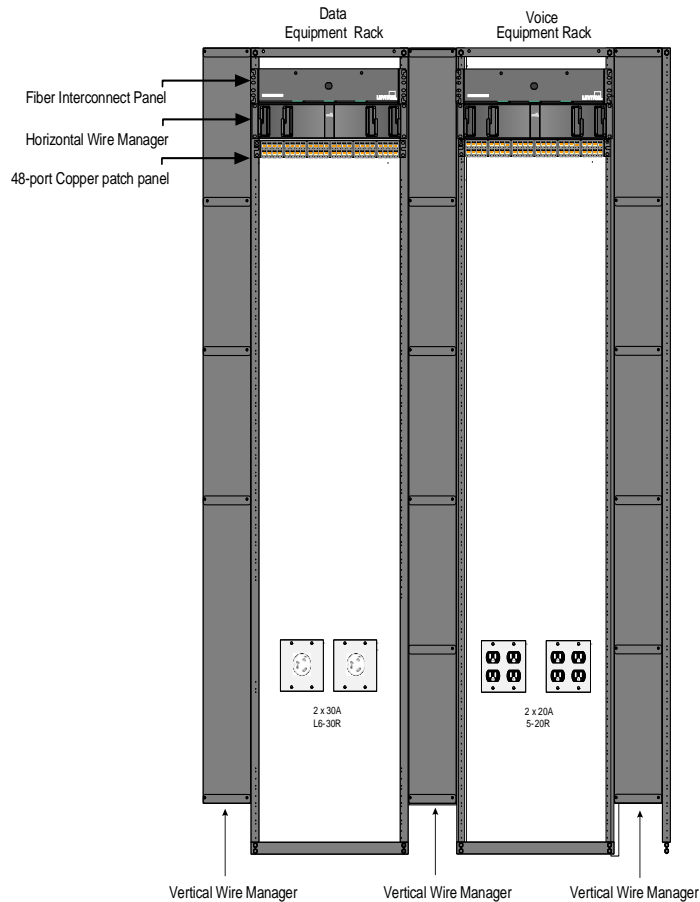 Data
Equipment Rack
Voice
Equipment Rack
Fiber Interconnect Panel
Horizontal Wire Manager
48-port Copper patch panel
2 x 30A
L6-30R
2 x 20A
5-20R
Vertical Wire Manager
Vertical Wire Manager
Vertical Wire Manager